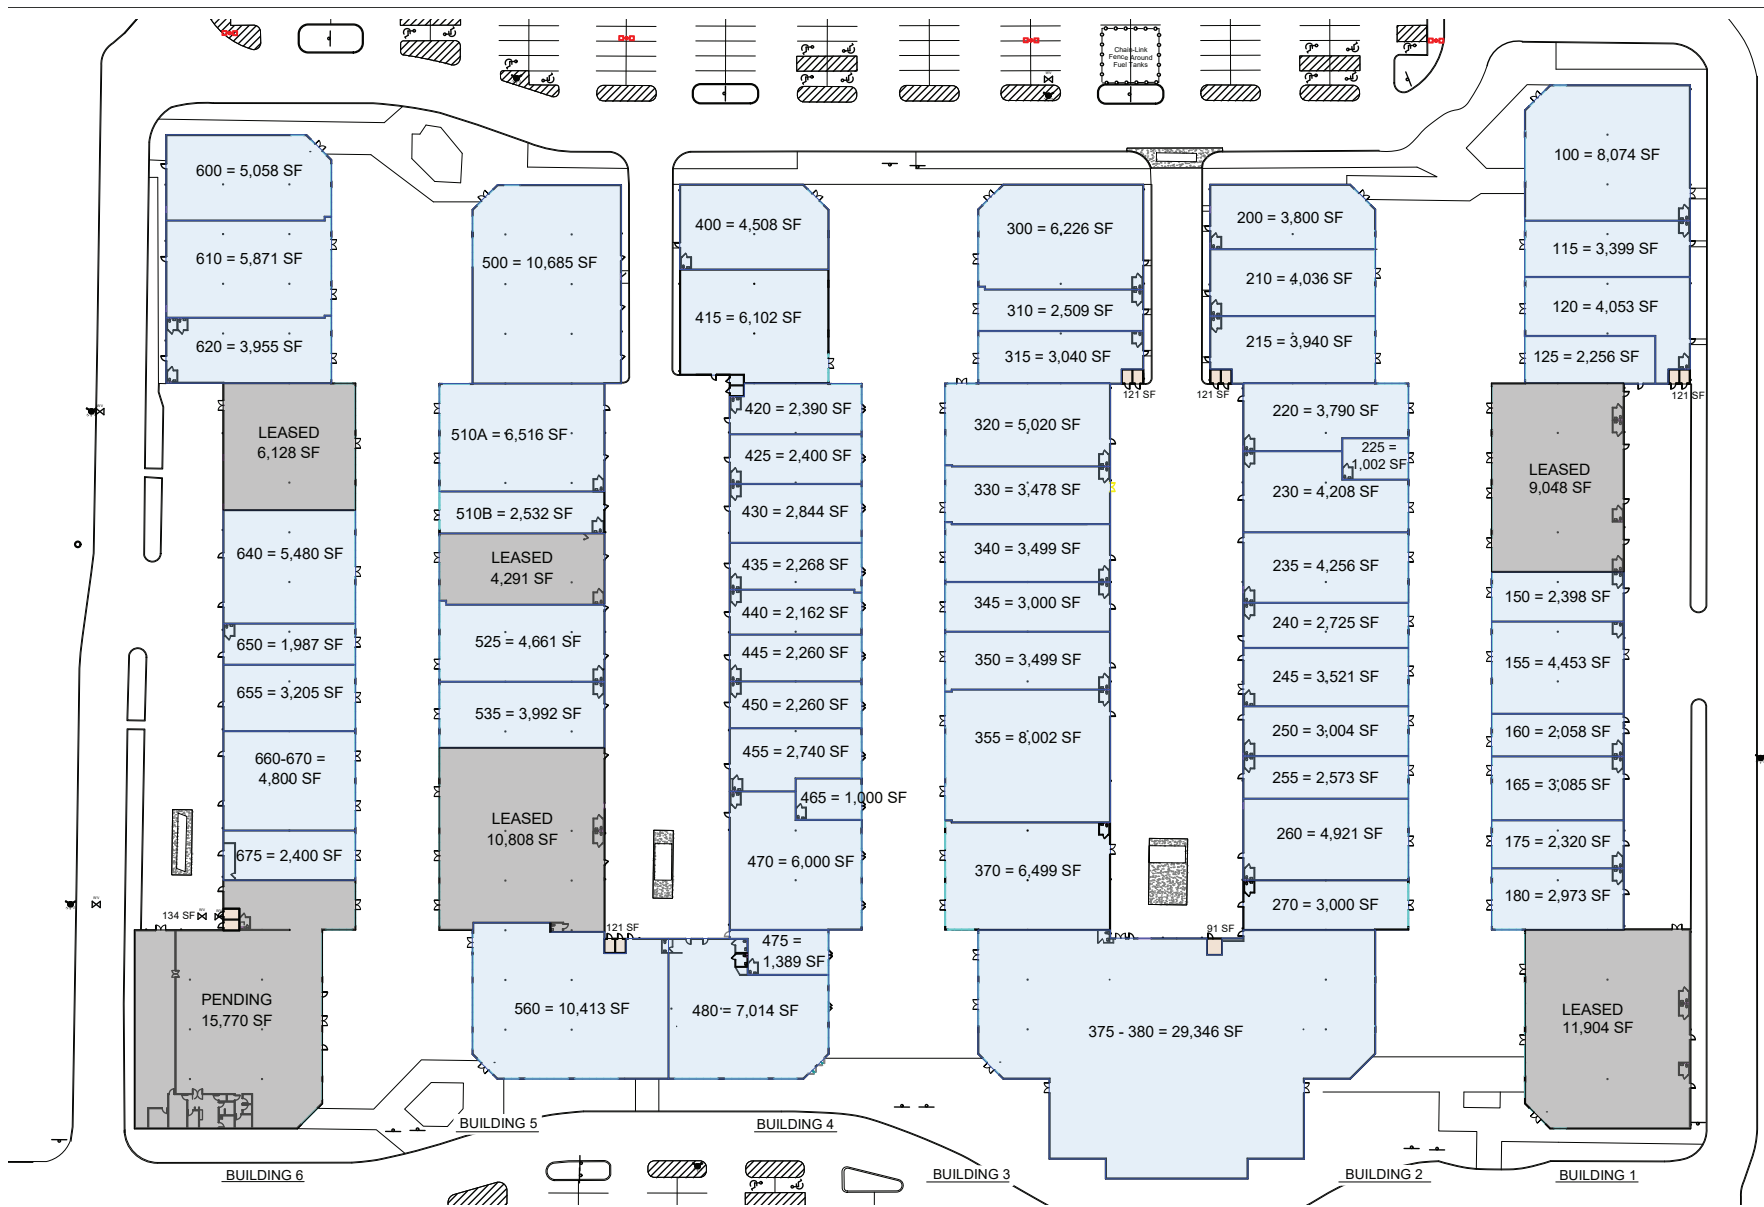 Chain-Link
Fence Around
Fuel Tanks
600 = 5,058 SF
610 = 5,871 SF
620 = 3,955 SF
LEASED
6,128 SF
640 = 5,480 SF
650 = 1,987 SF
655 = 3,205 SF
660-670 =
4,800 SF
675 = 2,400 SF
134 SF
PENDING
15,770 SF
BUILDING 6
500 = 10,685 SF
510A = 6,516 SF
510B = 2,532 SF
LEASED
4,291 SF
525 = 4,661 SF
535 = 3,992 SF
LEASED
10,808 SF
121 SF
560 = 10,413 SF
BUILDING 5
400 = 4,508 SF
415 = 6,102 SF
420 = 2,390 SF
425 = 2,400 SF
430 = 2,844 SF
435 = 2,268 SF
440 = 2,162 SF
445 = 2,260 SF
450 = 2,260 SF
455 = 2,740 SF
465 = 1,000 SF
470 = 6,000 SF
475 =
1,389 SF
480 = 7,014 SF
BUILDING 4
300 = 6,226 SF
310 = 2,509 SF
315 = 3,040 SF
121 SF
320 = 5,020 SF
330 = 3,478 SF
340 = 3,499 SF
345 = 3,000 SF
350 = 3,499 SF
355 = 8,002 SF
370 = 6,499 SF
375 - 380 = 29,346 SF
BUILDING 3
200 = 3,800 SF
210 = 4,036 SF
215 = 3,940 SF
121 SF
220 = 3,790 SF
225 =
1,002 SF
230 = 4,208 SF
235 = 4,256 SF
240 = 2,725 SF
245 = 3,521 SF
250 = 3,004 SF
255 = 2,573 SF
260 = 4,921 SF
270 = 3,000 SF
91 SF
BUILDING 2
100 = 8,074 SF
115 = 3,399 SF
120 = 4,053 SF
125 = 2,256 SF
121 SF
LEASED
9,048 SF
150 = 2,398 SF
155 = 4,453 SF
160 = 2,058 SF
165 = 3,085 SF
175 = 2,320 SF
180 = 2,973 SF
LEASED
11,904 SF
BUILDING 1